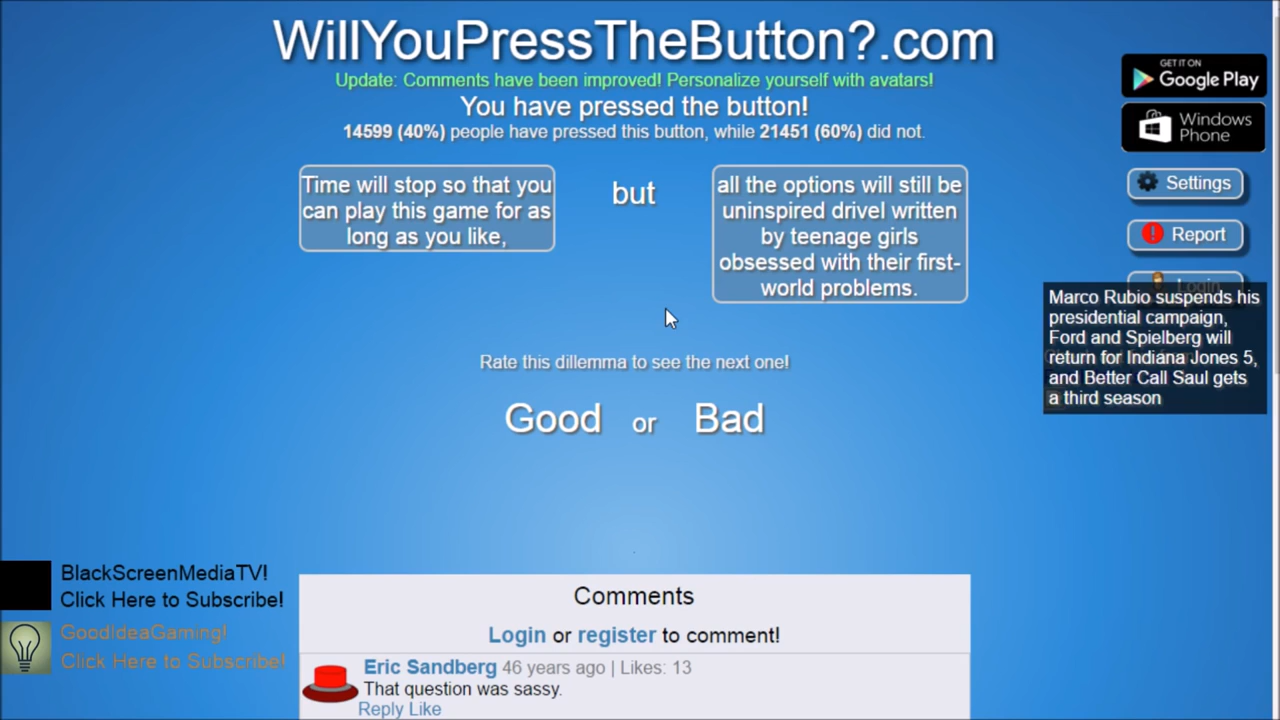 WillYouPressTheButton?.com
Update: Comments have been improved! Personalize yourself with avatars!
You have pressed the button!
14599 (40%) people have pressed this button, while 21451 (60%) did not.
Time will stop so that you
can play this game for as
long as you like,
but
all the options will still be
uninspired drivel written
by teenage girls
obsessed with their first-
world problems.
GET IT ON
Google Play
Windows
Phone
Settings
Report
Login
Marco Rubio suspends his
presidential campaign,
Ford and Spielberg will
return for Indiana Jones 5,
and Better Call Saul gets
a third season
Rate this dillemma to see the next one!
Good or Bad
BlackScreenMediaTV!
Click Here to Subscribe!
GoodIdeaGaming!
Click Here to Subscribe!
Comments
Login or register to comment!
Eric Sandberg 46 years ago | Likes: 13
That question was sassy.
Reply Like